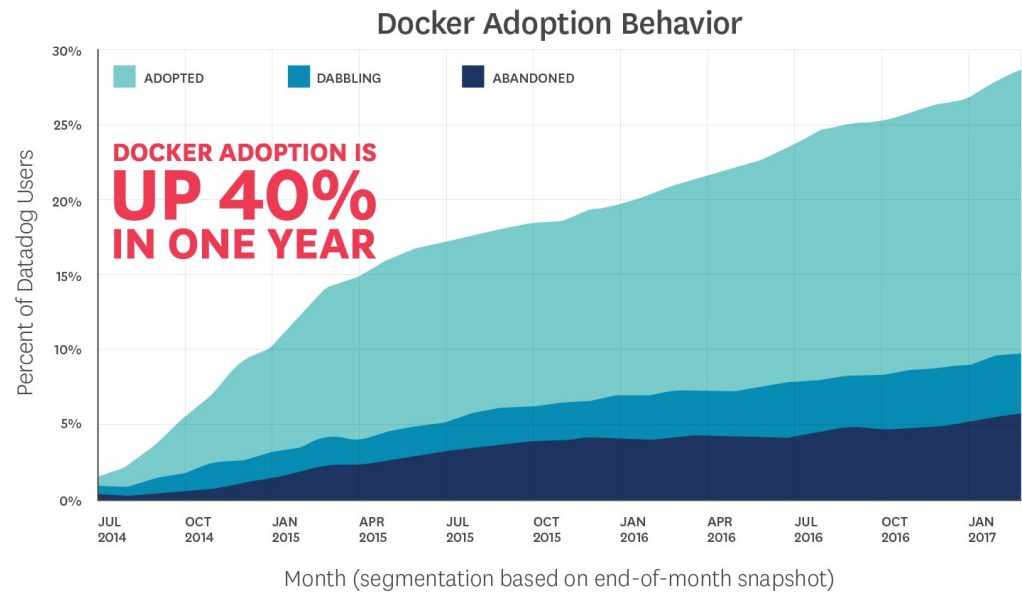 Docker Adoption Behavior
30%
ADOPTED
DABBLING
ABANDONED
25%
DOCKER ADOPTION IS
UP 40%
IN ONE YEAR
20%
15%
10%
5%
0%
Percent of Datadog Users
JUL
2014
OCT
2014
JAN
2015
APR
2015
JUL
2015
OCT
2015
JAN
2016
APR
2016
JUL
2016
OCT
2016
JAN
2017
Month (segmentation based on end-of-month snapshot)